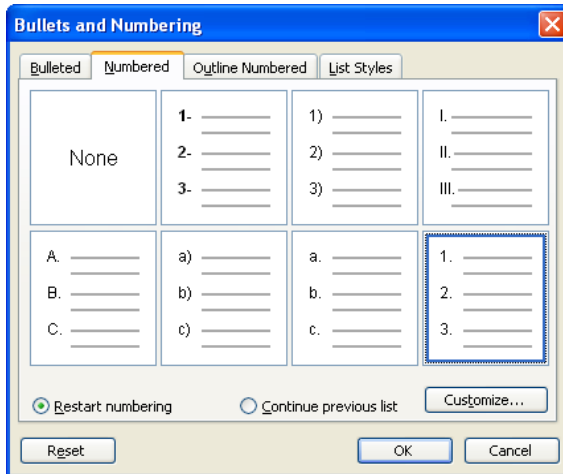 Bullets and Numbering
Bulleted Numbered Outline Numbered List Styles
None
1-
2-
3-
1)
2)
3)
I.
II.
III.
A.
B.
C.
a)
b)
c)
a.
b.
c.
1.
2.
3.
Restart numbering Continue previous list Customize...
Reset OK Cancel